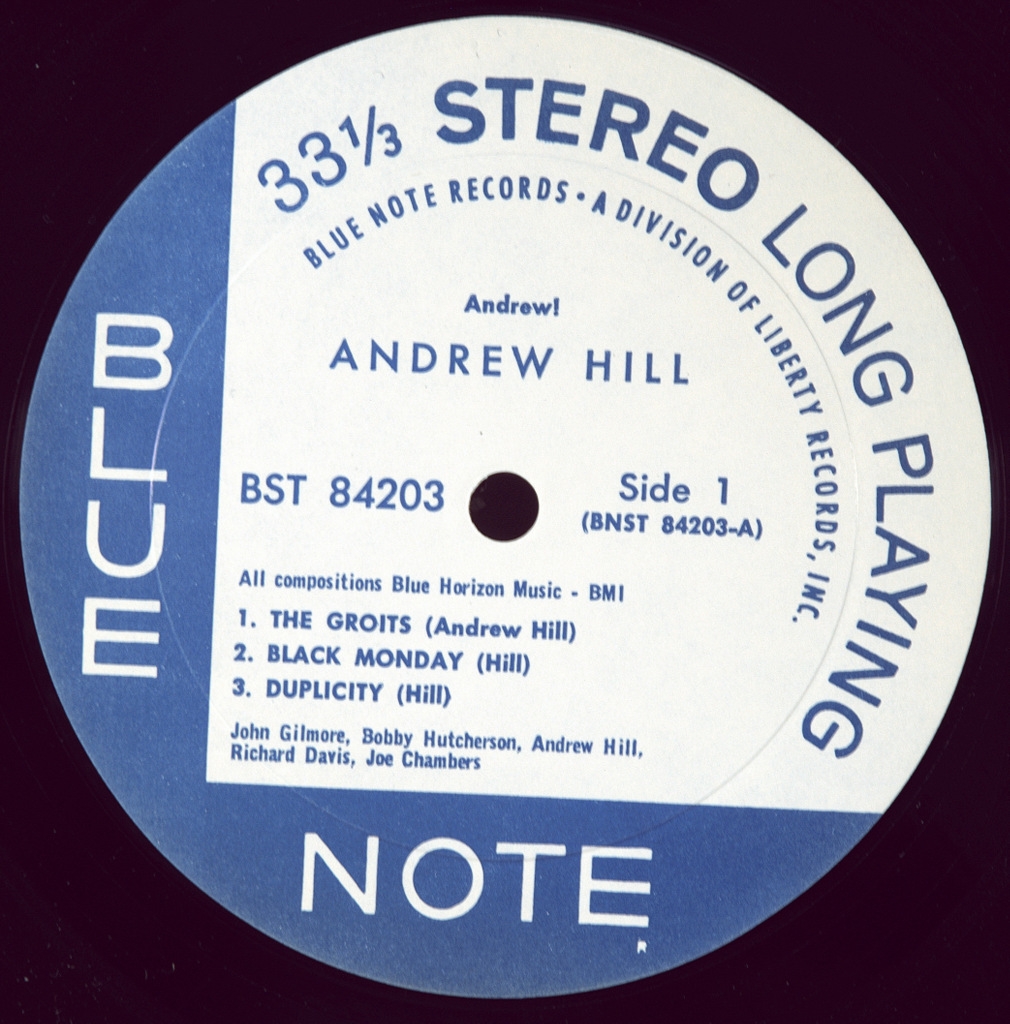 33⅓ STEREO LONG PLAYING
BLUE NOTE RECORDS • A DIVISION OF LIBERTY RECORDS, INC.
Andrew!
ANDREW HILL
BST 84203
Side 1
(BNST 84203-A)
All compositions Blue Horizon Music - BMI
1. THE GROITS (Andrew Hill)
2. BLACK MONDAY (Hill)
3. DUPLICITY (Hill)
John Gilmore, Bobby Hutcherson, Andrew Hill,
Richard Davis, Joe Chambers
BLUE
NOTE
R